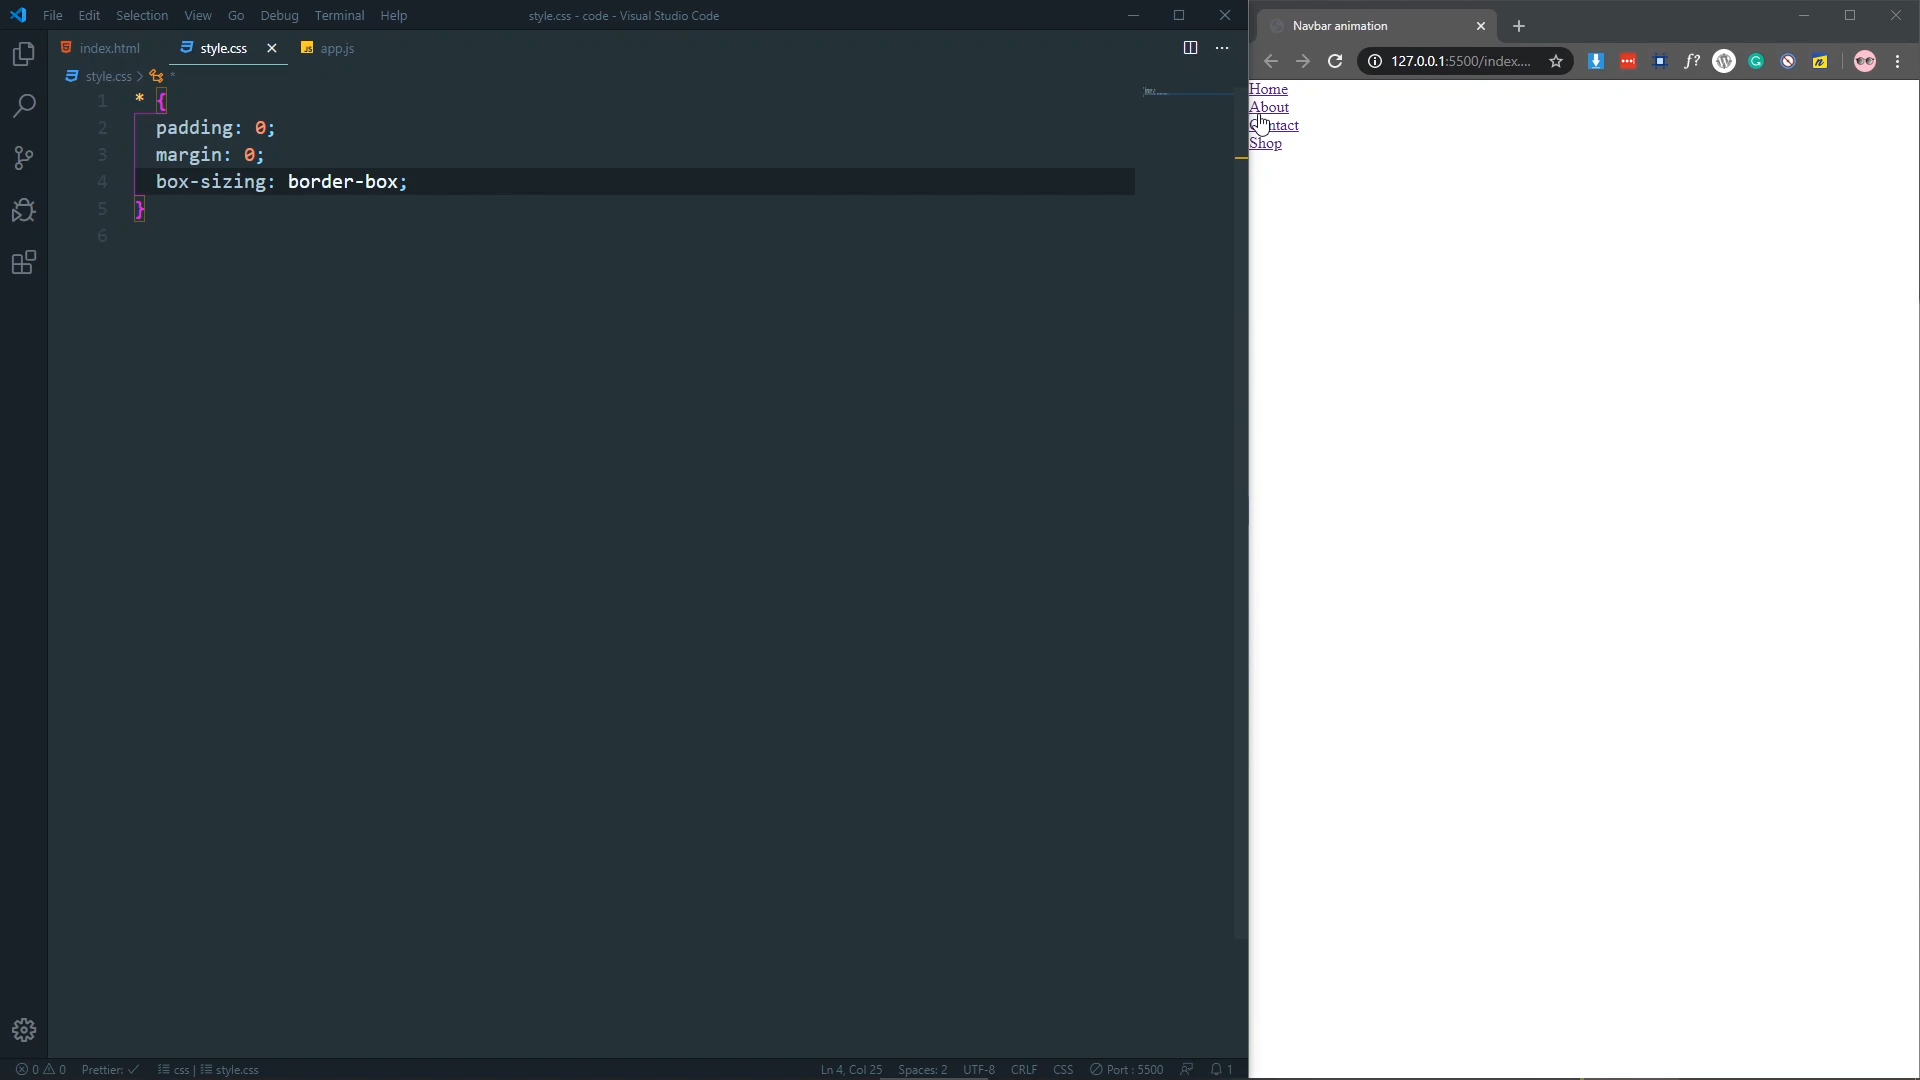 File Edit Selection View Go Debug Terminal Help style.css - code - Visual Studio Code
index.html style.css app.js
style.css > *
1 * {
2 padding: 0;
3 margin: 0;
4 box-sizing: border-box;
5 }
6
0 0 Prettier: ✓ css | style.css Ln 4, Col 25 Spaces: 2 UTF-8 CRLF CSS Port : 5500 1
Navbar animation
127.0.0.1:5500/index.... f?
Home
About
Shop